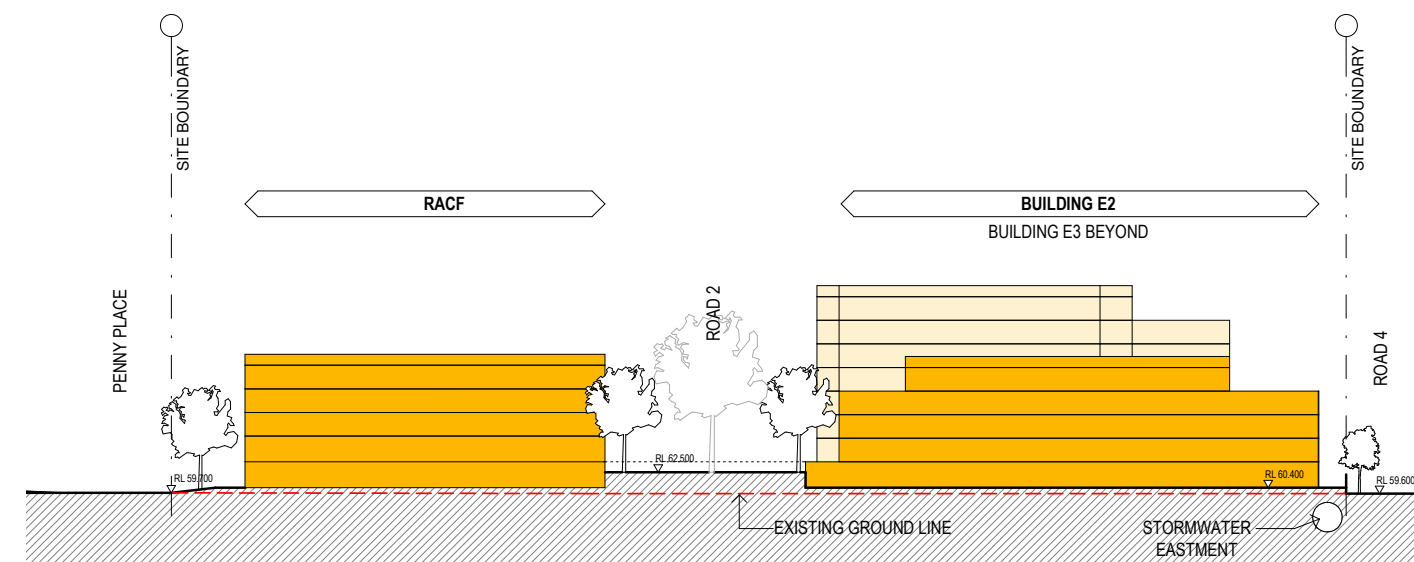 SITE BOUNDARY
SITE BOUNDARY
RACF
BUILDING E2
BUILDING E3 BEYOND
PENNY PLACE
ROAD 2
ROAD 4
RL 62.500
RL 59.700
RL 60.400
RL 59.600
EXISTING GROUND LINE
STORMWATER
EASTMENT